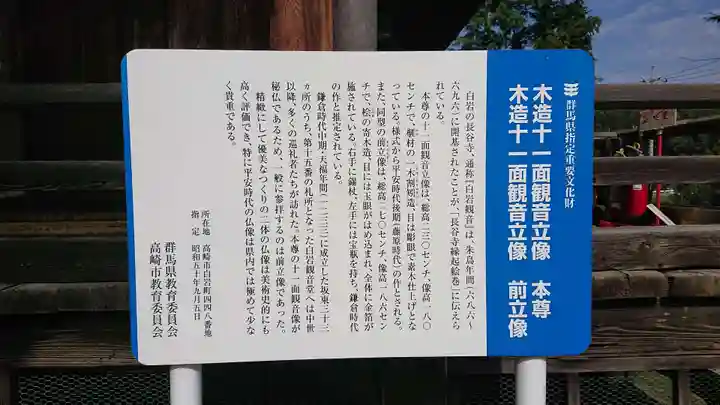 群馬県指定重要文化財
木造十一面観音立像　本尊
木造十一面観音立像　前立像
白岩の長谷寺、通称「白岩観音」は、朱鳥年間（六八六～
六九六）に開基されたことが、「長谷寺縁起絵巻」に伝えら
れている。
本尊の十一面観音立像は、総高二三〇センチ、像高一八〇
センチで、榧材の一木割矧造、目は彫眼で素木仕上げとな
っている。様式から平安時代後期（藤原時代）の作とされる。
また、同型の前立像は、総高二七〇センチ、像高一八六セン
チで、桧の寄木造、目には玉眼がはめ込まれ、全体に金箔が
施されている。右手に錫杖、左手には宝瓶を持ち、鎌倉時代
の作と推定されている。
鎌倉時代中期・天福年間（一二三三）に成立した坂東三十三
カ所のうち、第十五番の札所となった白岩観音堂へは中世
以降、多くの巡礼者たちが訪れた。本尊の十一面観音像が
秘仏であるため、一般に参拝するのは前立像であった。
精緻にして優美なつくりの二体の仏像は美術史的にも
高く評価でき、特に平安時代の仏像は県内では極めて少な
く貴重である。
所在地　高崎市白岩町四四八番地
指　定　昭和五十年九月五日
群馬県教育委員会
高崎市教育委員会